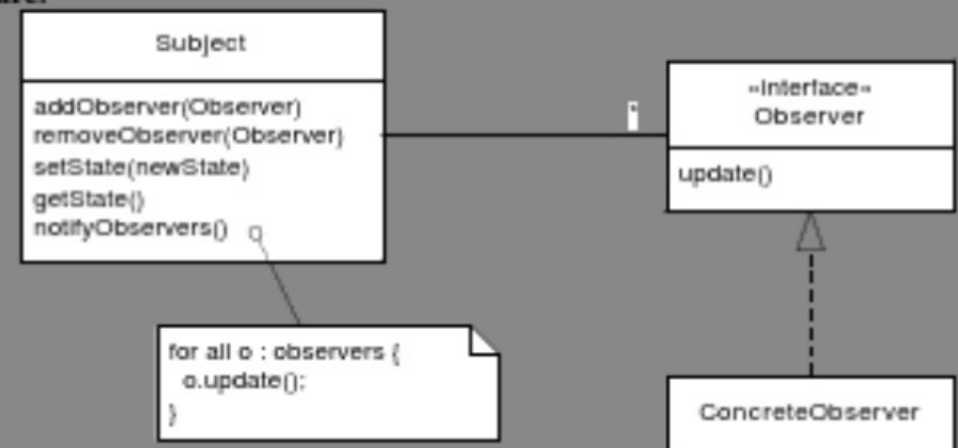 Subject
addObserver(Observer)
removeObserver(Observer)
setState(newState)
getState()
notifyObservers()
for all o : observers {
o.update();
}
*
«Interface»
Observer
update()
ConcreteObserver